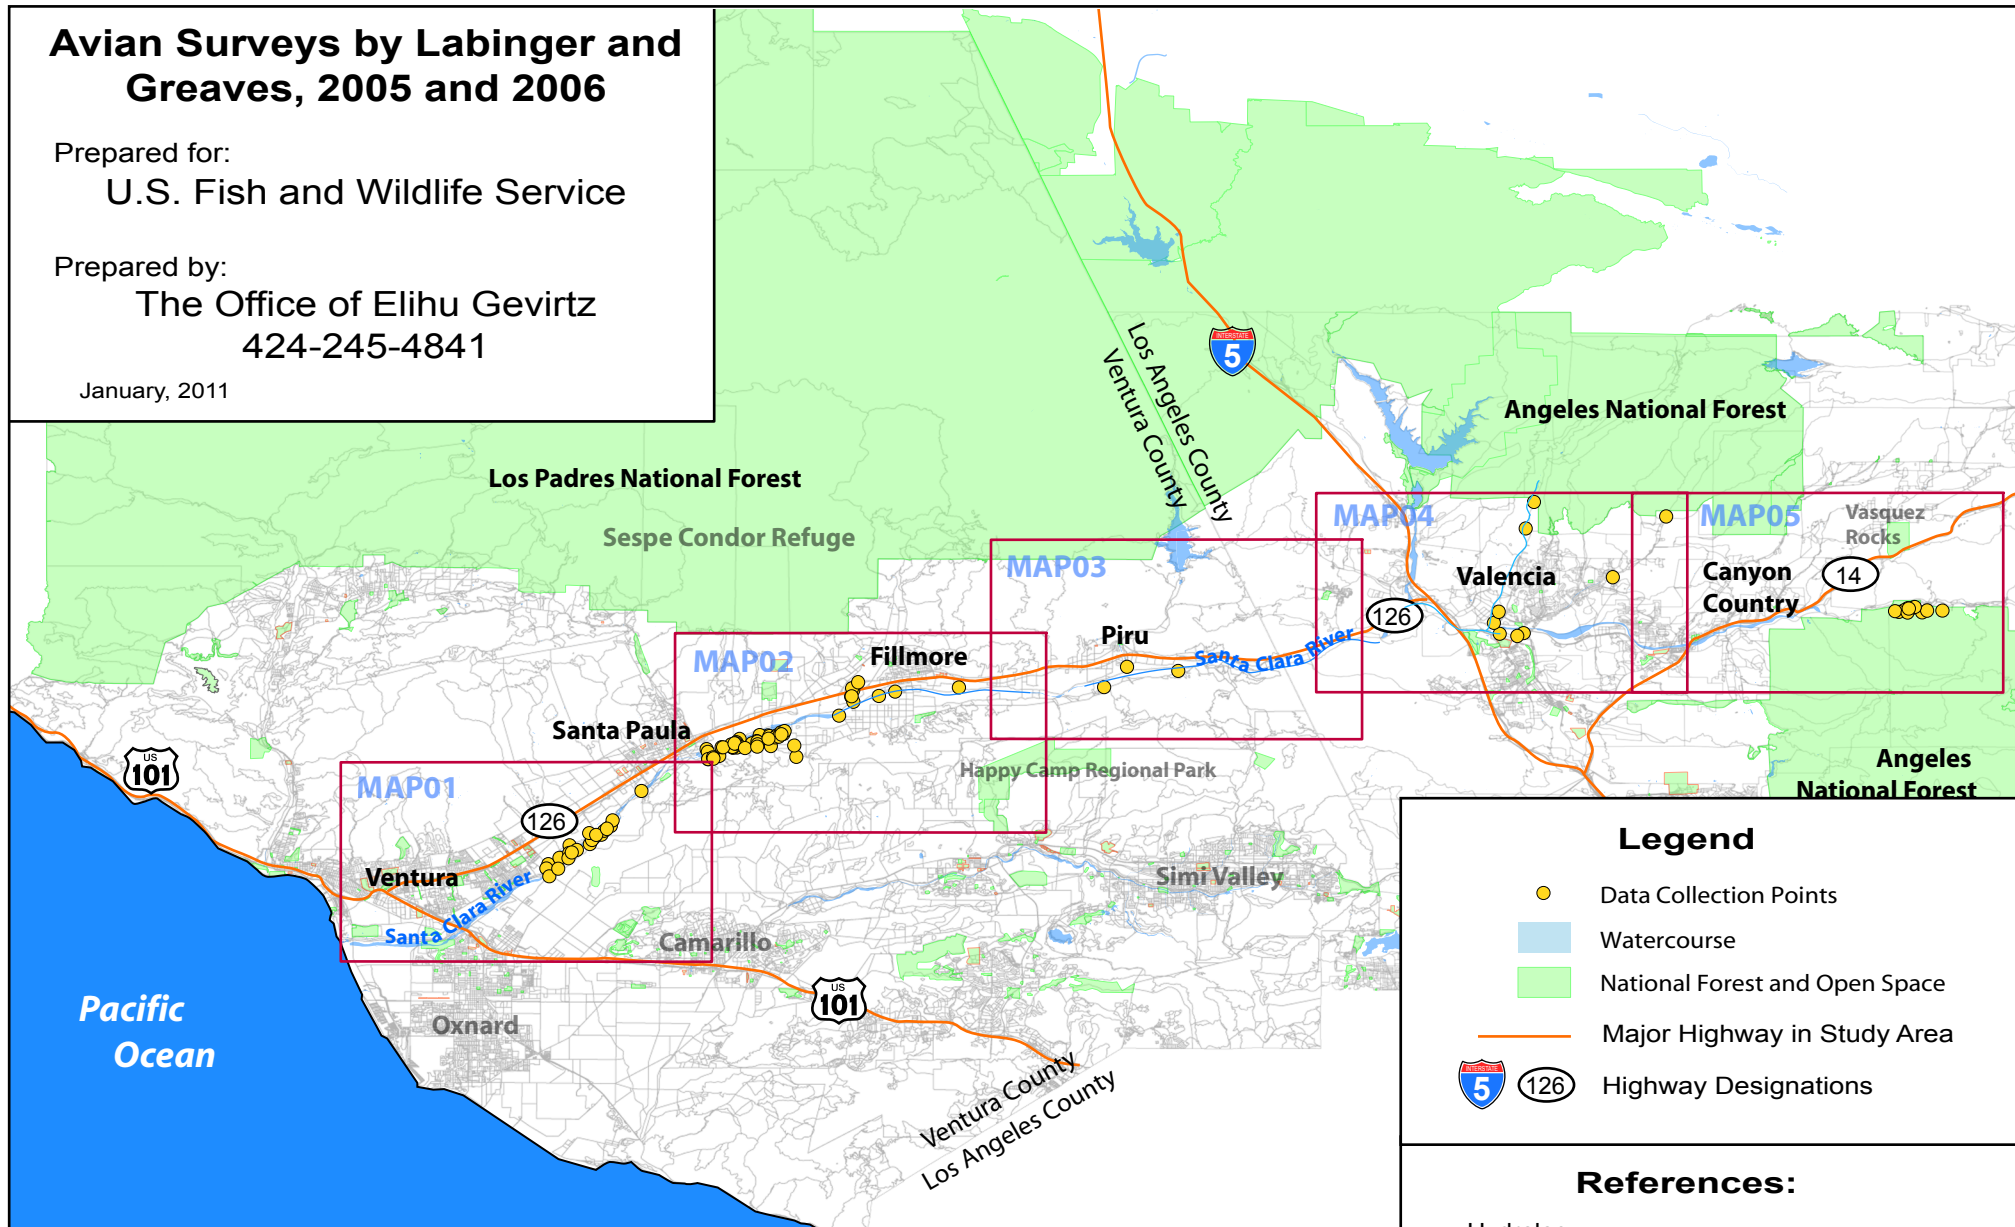 Avian Surveys by Labinger and
Greaves, 2005 and 2006
Prepared for:
U.S. Fish and Wildlife Service
Prepared by:
The Office of Elihu Gevirtz
424-245-4841
January, 2011
Los Angeles County
Ventura County
INTERSTATE
5
Angeles National Forest
Los Padres National Forest
Sespe Condor Refuge
MAP04
MAP05
Vasquez
Rocks
MAP03
Valencia
Canyon
Country
14
126
Piru
Santa Clara River
MAP02
Fillmore
Santa Paula
US
101
MAP01
Happy Camp Regional Park
Angeles
National Forest
126
Ventura
Santa Clara River
Simi Valley
Camarillo
US
101
Oxnard
Pacific
Ocean
Ventura County
Los Angeles County
Legend
Data Collection Points
Watercourse
National Forest and Open Space
Major Highway in Study Area
INTERSTATE
5
126
Highway Designations
References: